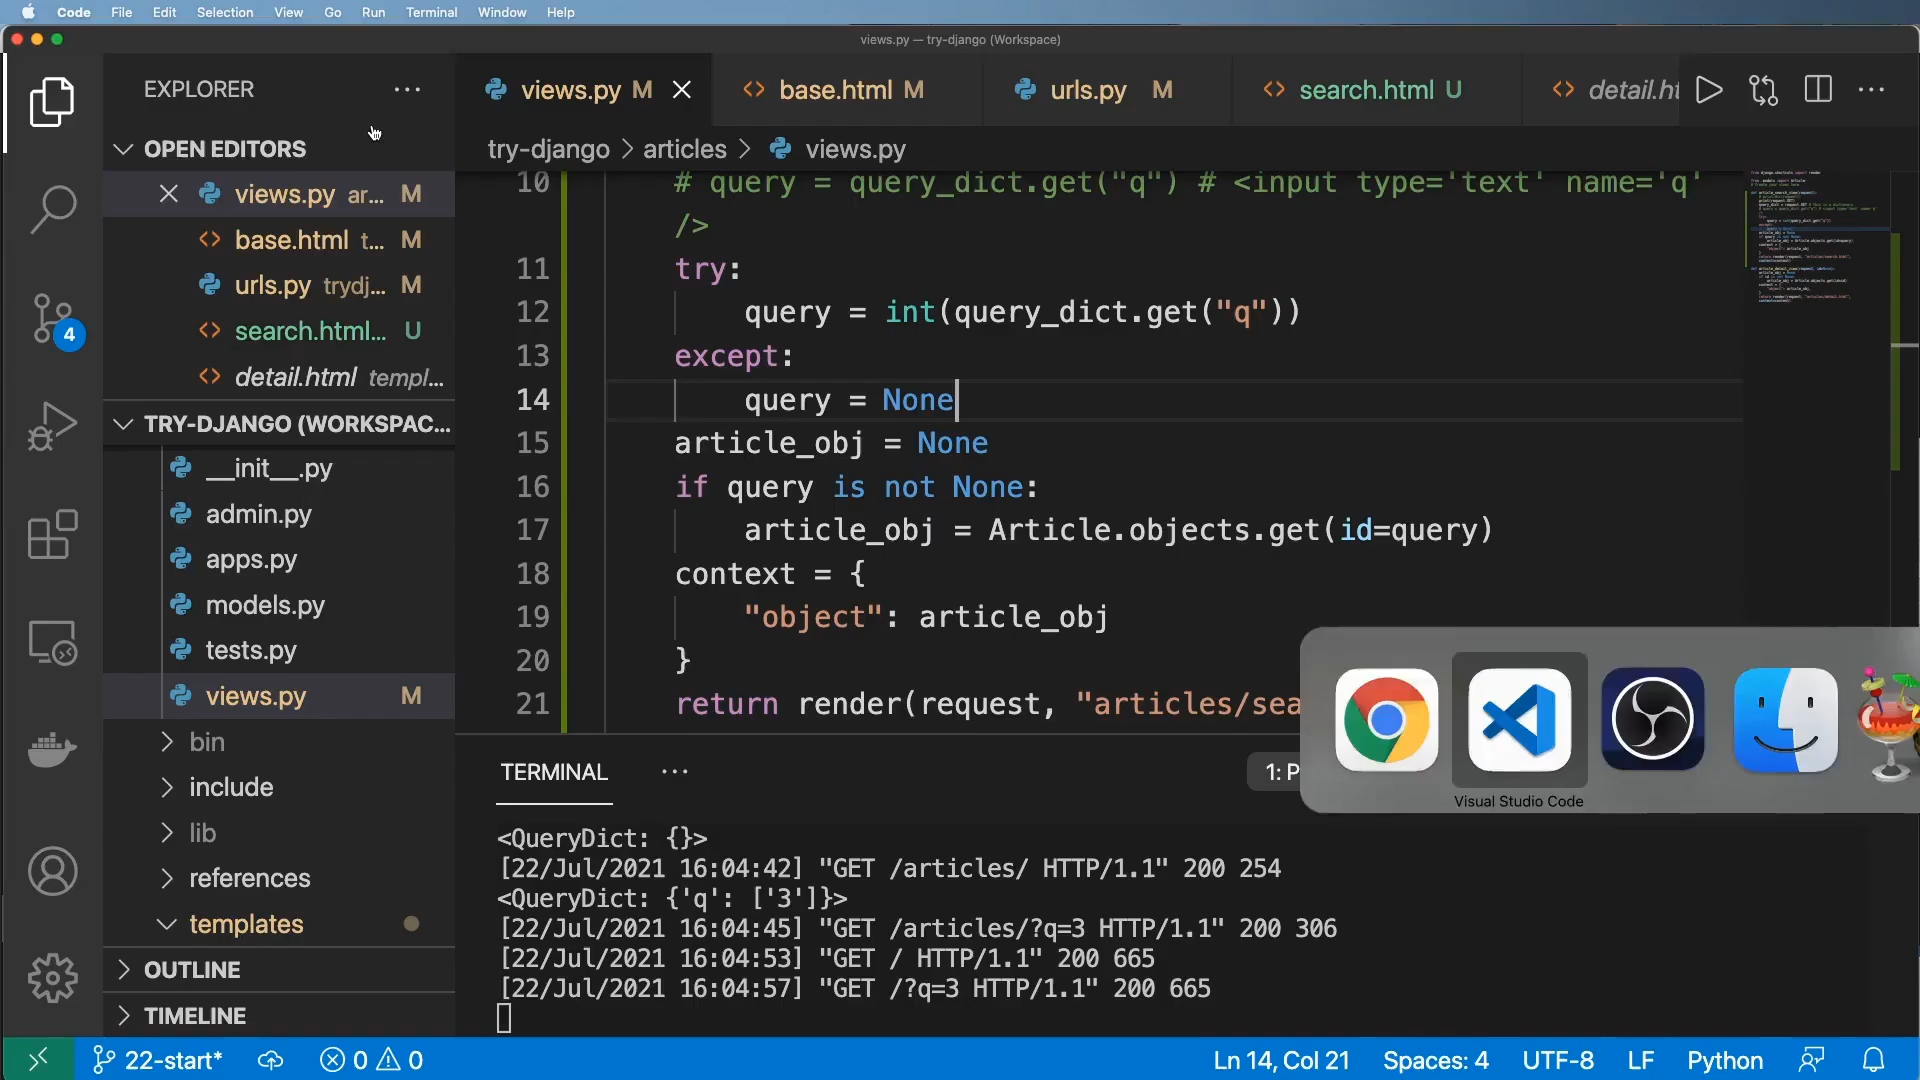 Code File Edit Selection View Go Run Terminal Window Help
views.py — try-django (Workspace)
EXPLORER
views.py M
base.html M
urls.py M
search.html U
detail.ht
OPEN EDITORS
try-django > articles > views.py
views.py ar... M
base.html t... M
urls.py trydj... M
search.html... U
detail.html templ...
TRY-DJANGO (WORKSPAC...
__init__.py
admin.py
apps.py
models.py
tests.py
views.py M
bin
include
lib
references
templates
OUTLINE
TIMELINE
4
10 # query = query_dict.get("q") # <input type='text' name='q'
/>
11 try:
12 query = int(query_dict.get("q"))
13 except:
14 query = None
15 article_obj = None
16 if query is not None:
17 article_obj = Article.objects.get(id=query)
18 context = {
19 "object": article_obj
20 }
21 return render(request, "articles/sea
TERMINAL
1: P
Visual Studio Code
<QueryDict: {}>
[22/Jul/2021 16:04:42] "GET /articles/ HTTP/1.1" 200 254
<QueryDict: {'q': ['3']}>
[22/Jul/2021 16:04:45] "GET /articles/?q=3 HTTP/1.1" 200 306
[22/Jul/2021 16:04:53] "GET / HTTP/1.1" 200 665
[22/Jul/2021 16:04:57] "GET /?q=3 HTTP/1.1" 200 665
22-start* 0 0 Ln 14, Col 21 Spaces: 4 UTF-8 LF Python